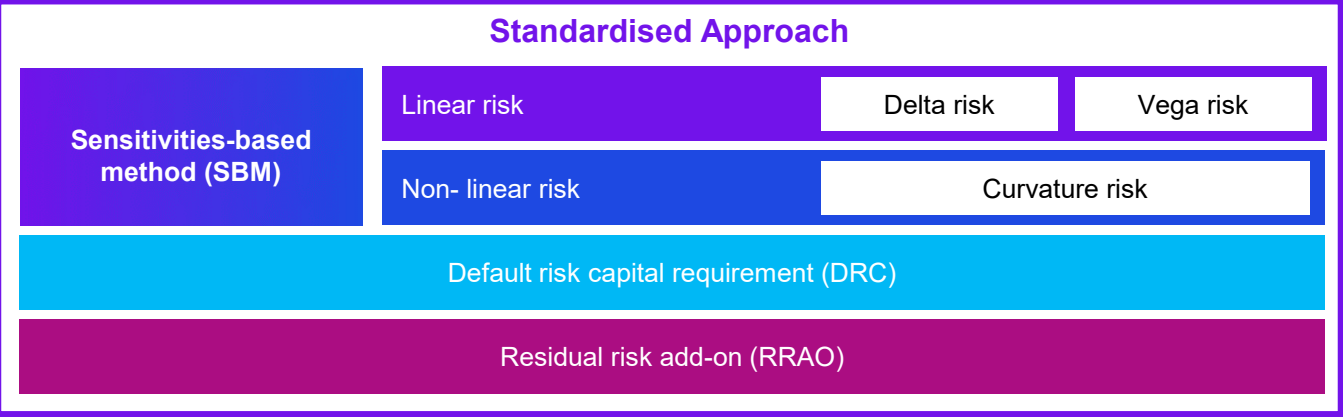 Standardised Approach
Sensitivities-based
method (SBM)
Linear risk
Delta risk
Vega risk
Non- linear risk
Curvature risk
Default risk capital requirement (DRC)
Residual risk add-on (RRAO)